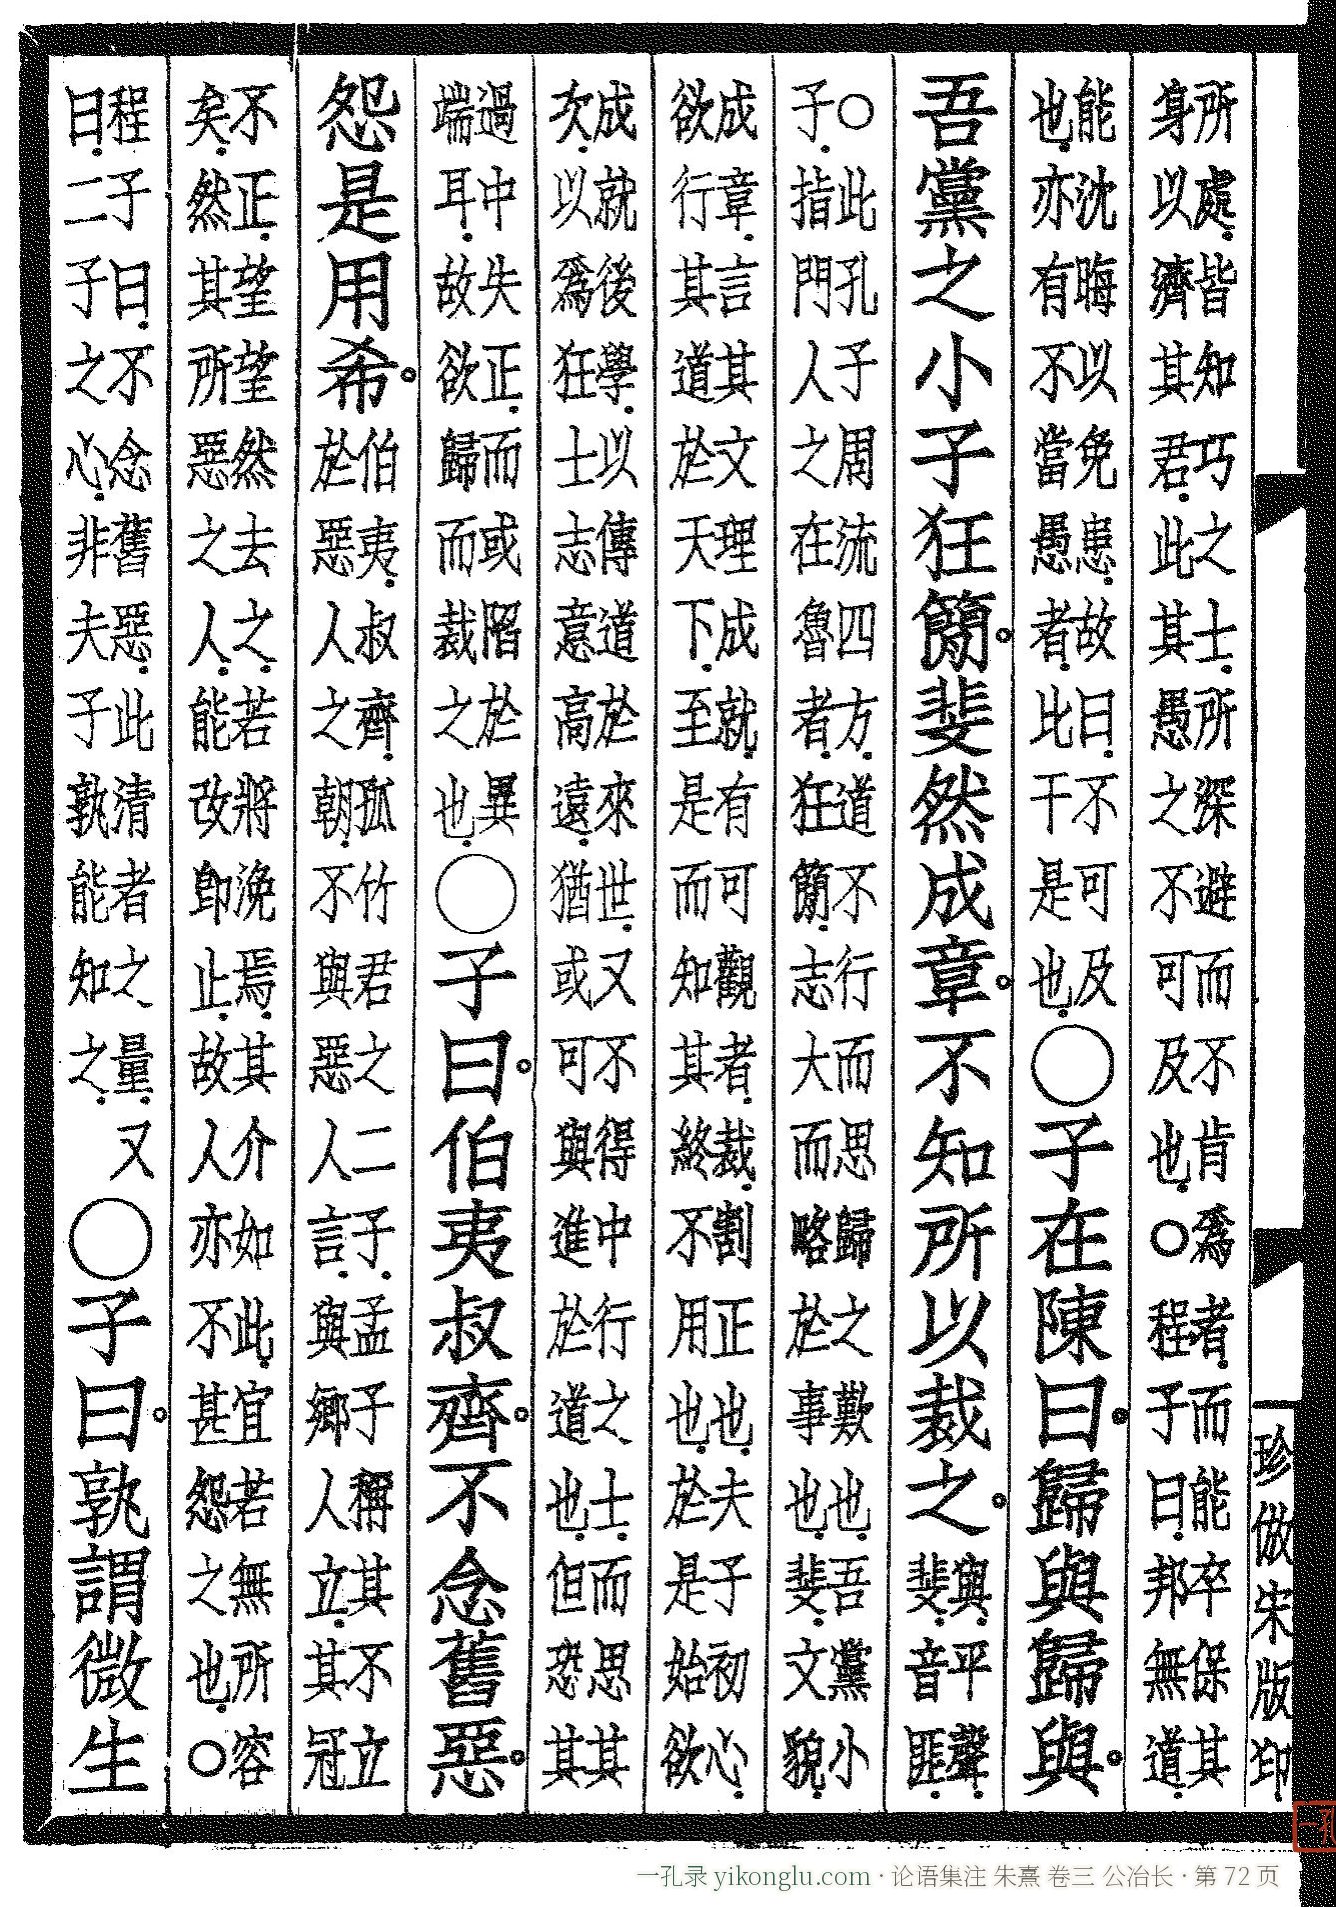 珍倣宋版印
所處皆知巧之士所深避而不肯爲者而能卒保其
身以濟其君此其愚之不可及也○程子曰邦無道
能沈晦以免患故曰不可及
也亦有不當愚者比干是也
○子在陳曰歸與歸與
吾黨之小子狂簡斐然成章不知所以裁之
與平聲
斐音匪
○此孔子周流四方道不行而思歸之歎也吾黨小
子指門人之在魯者狂簡志大而略於事也斐文貌
成章言其文理成就有可觀者裁割正也夫子初心
欲行其道於天下至是而知其終不用也於是始欲
成就後學以傳道於來世又不得中行之士而思其
次以爲狂士志意高遠猶或可與進於道也但恐其
過中失正而或陷於異
端耳故欲歸而裁之也
○子曰伯夷叔齊不念舊惡
怨是用希
伯夷叔齊孤竹君之二子孟子稱其不立
於惡人之朝不與惡人言與鄉人立其冠
不正望望然去之若將浼焉其介如此宜若無所容
矣然其所惡之人能改即止故人亦不甚怨之也○
程子曰不念舊惡此清者之量又
曰二子之心非夫子孰能知之
○子曰孰謂微生
一孔录 yikonglu.com · 论语集注 朱熹 卷三 公冶长 · 第 72 页
一孔